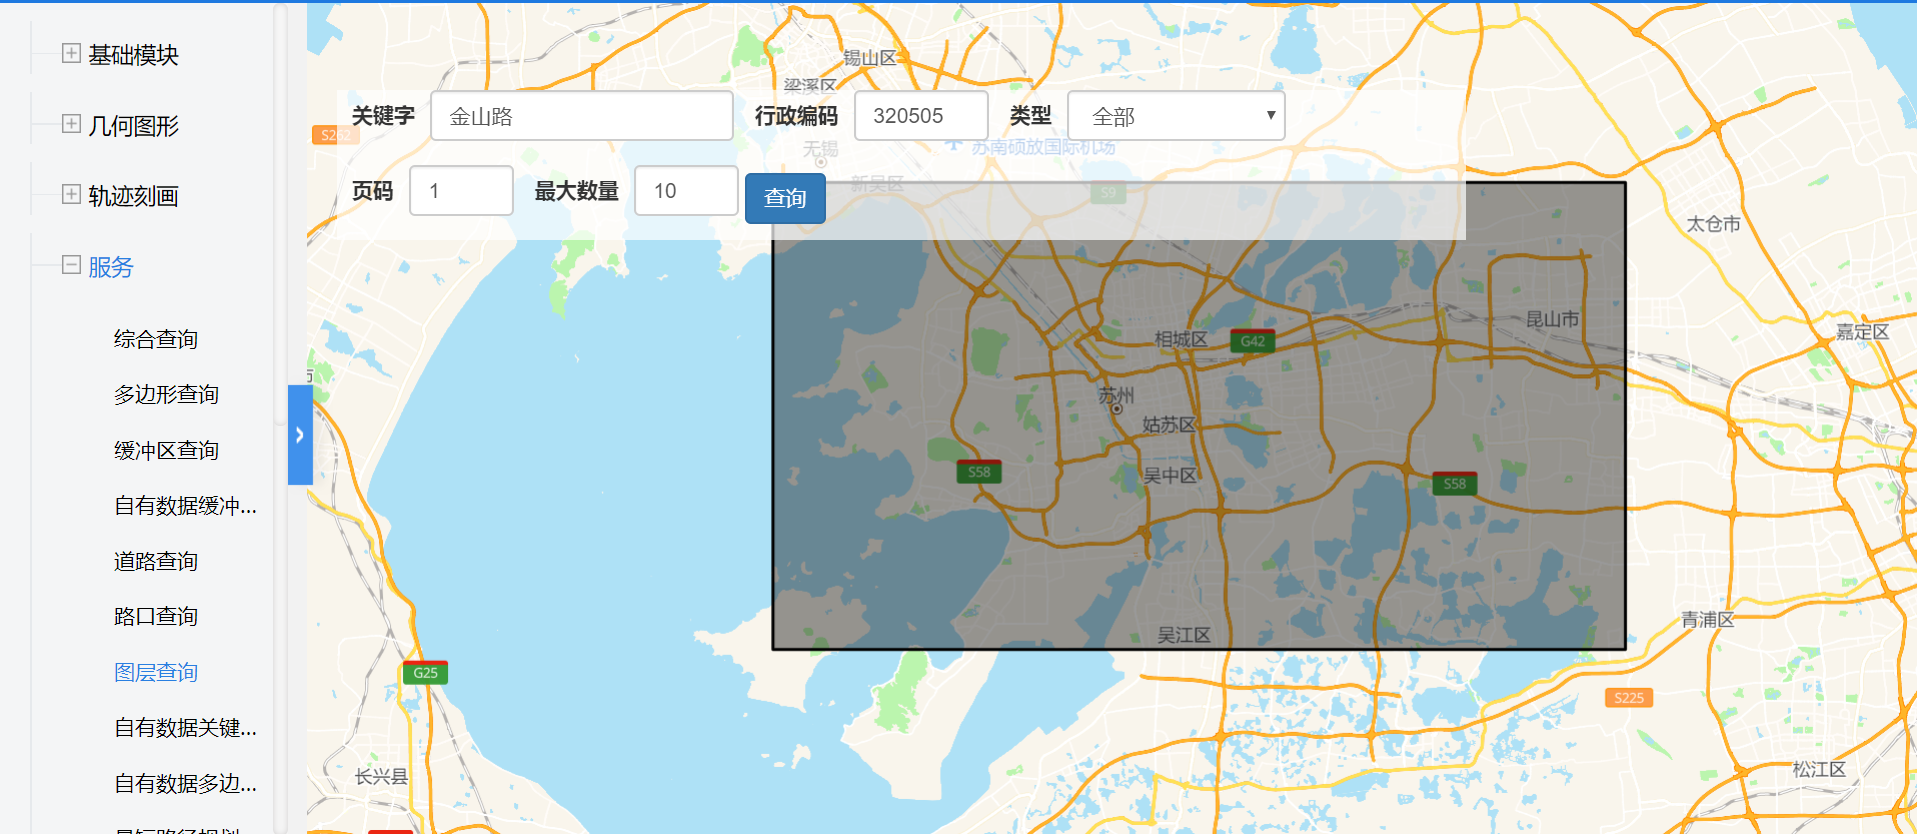 基础模块
几何图形
轨迹刻画
服务
综合查询
多边形查询
缓冲区查询
自有数据缓冲...
道路查询
路口查询
图层查询
自有数据关键...
自有数据多边...
关键字 金山路 行政编码 320505 类型 全部
页码 1 最大数量 10 查询
锡山区
梁溪区
S262
无锡
苏南硕放国际机场
新吴区
S9
太仓市
昆山市
嘉定区
相城区
G42
苏州
姑苏区
吴中区
S58
S58
吴江区
青浦区
G25
S225
长兴县
松江区